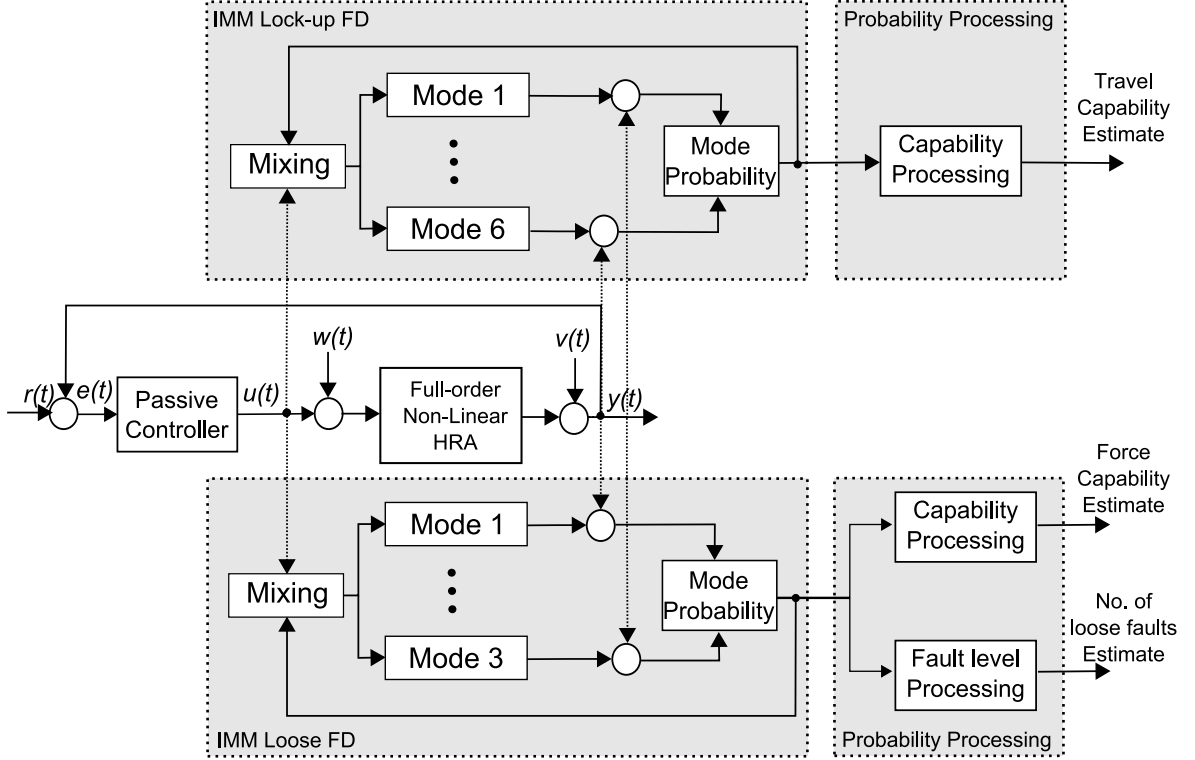 IMM Lock-up FD
Probability Processing
Mode 1
Travel
Capability
Estimate
Mixing
Mode
Probability
Capability
Processing
Mode 6
r(t)
e(t)
Passive
Controller
u(t)
w(t)
Full-order
Non-Linear
HRA
v(t)
y(t)
Mode 1
Force
Capability
Estimate
Capability
Processing
Mixing
Mode
Probability
No. of
loose faults
Estimate
Mode 3
Fault level
Processing
IMM Loose FD
Probability Processing